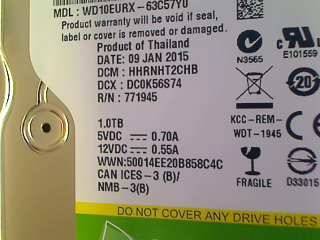 MDL: WD10EURX-63C57Y0
Product warranty will be void if seal,
label or cover is removed or damaged.
Product of Thailand
DATE: 09 JAN 2015
DCM: HHRNHT2CHB
DCX: DC0K56S74
R/N: 771945
1.0TB
5VDC 0.70A
12VDC 0.55A
WWN:50014EE20B858C4C
CAN ICES-3 (B)/
NMB-3(B)
N3565
E101559
20
KCC-REM-
WDT-1945
FRAGILE
D33015
DO NOT COVER ANY DRIVE HOLES